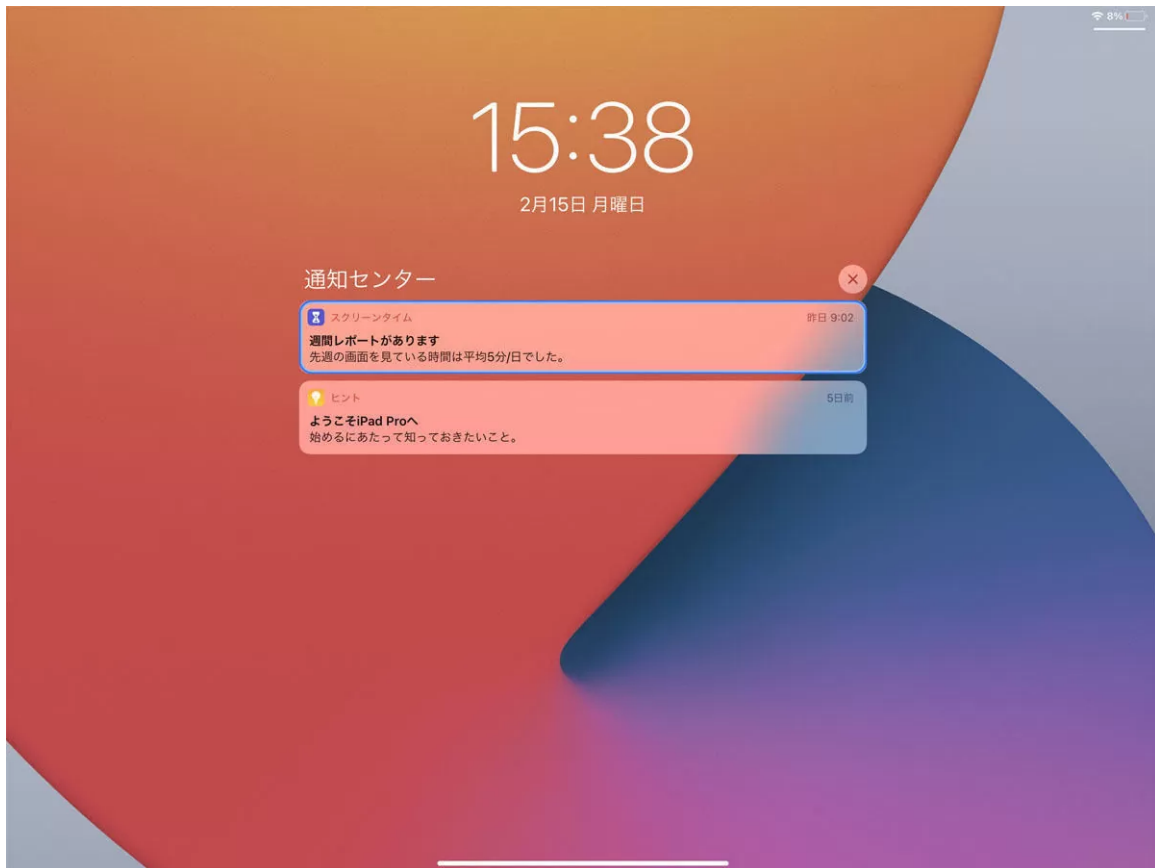 8%
15:38
2月15日 月曜日
通知センター
スクリーンタイム 昨日 9:02
週間レポートがあります
先週の画面を見ている時間は平均5分/日でした。
ヒント 5日前
ようこそiPad Proへ
始めるにあたって知っておきたいこと。